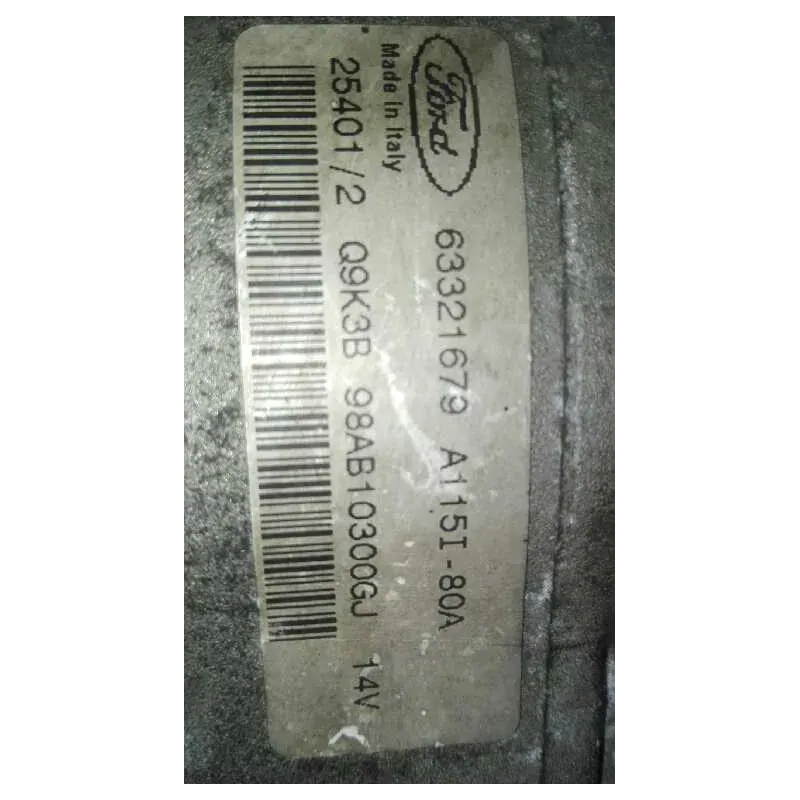 Ford
63321679 A115I-80A
Made in Italy
25401/2 Q9K3B 98AB10300GJ 14V